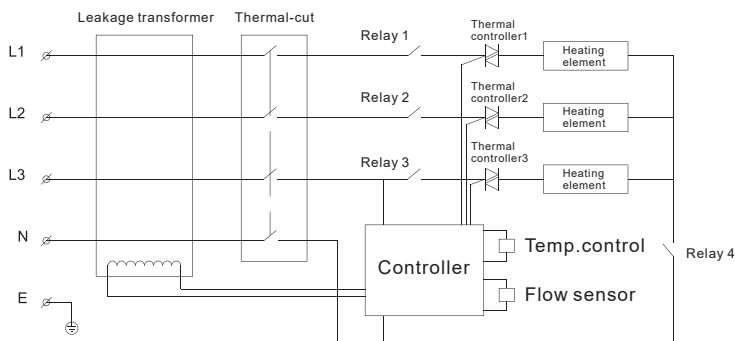 Leakage transformer
Thermal-cut
L1
Relay 1
Thermal
controller1
Heating
element
L2
Relay 2
Thermal
controller2
Heating
element
L3
Relay 3
Thermal
controller3
Heating
element
N
Controller
Temp.control
Relay 4
Flow sensor
E